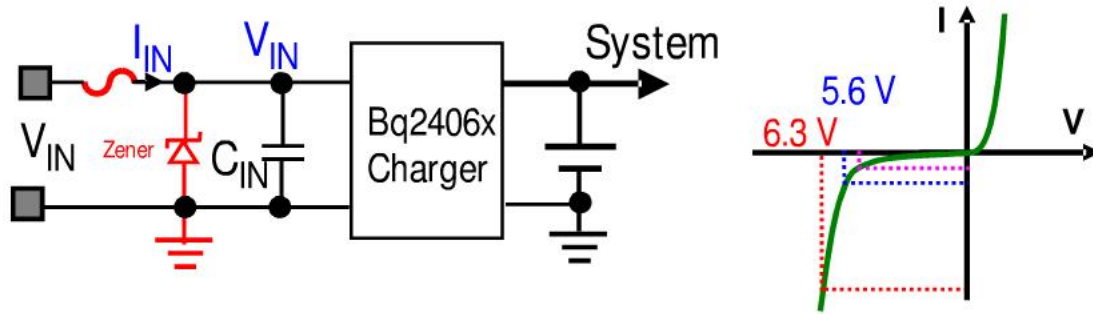 I_IN
V_IN
System
V_IN
Zener
C_IN
Bq2406x
Charger
I
5.6 V
6.3 V
V